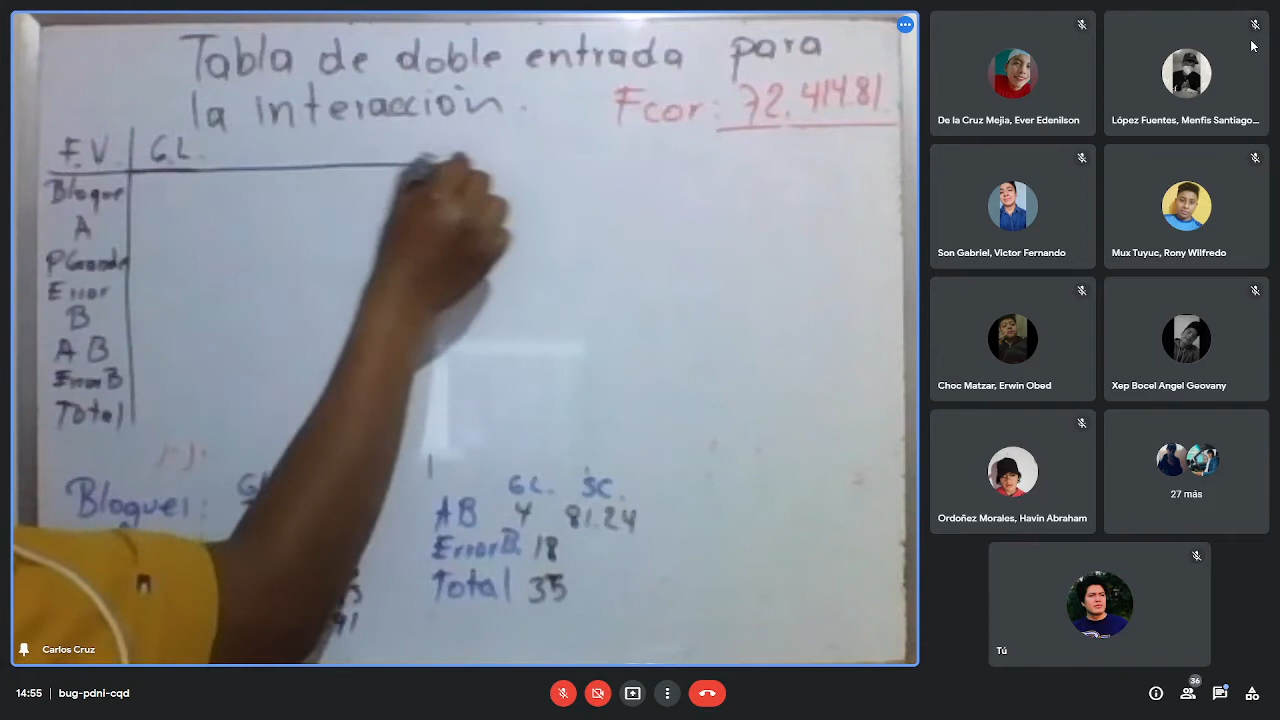 Tabla de doble entrada para
la interacción.
Fcor: 72.414.81
F.V. G.L.
Bloque
A
P Grande
Error
B
A B
Error B
Total
Bloques:
GL. SC.
AB 4 81.24
Error B. 18
Total 35
Carlos Cruz
De la Cruz Mejia, Ever Edenilson
López Fuentes, Menfis Santiago...
Son Gabriel, Victor Fernando
Mux Tuyuc, Rony Wilfredo
Choc Matzar, Erwin Obed
Xep Bocel Angel Geovany
Ordoñez Morales, Havin Abraham
27 más
Tú
14:55 | bug-pdnl-cqd
36